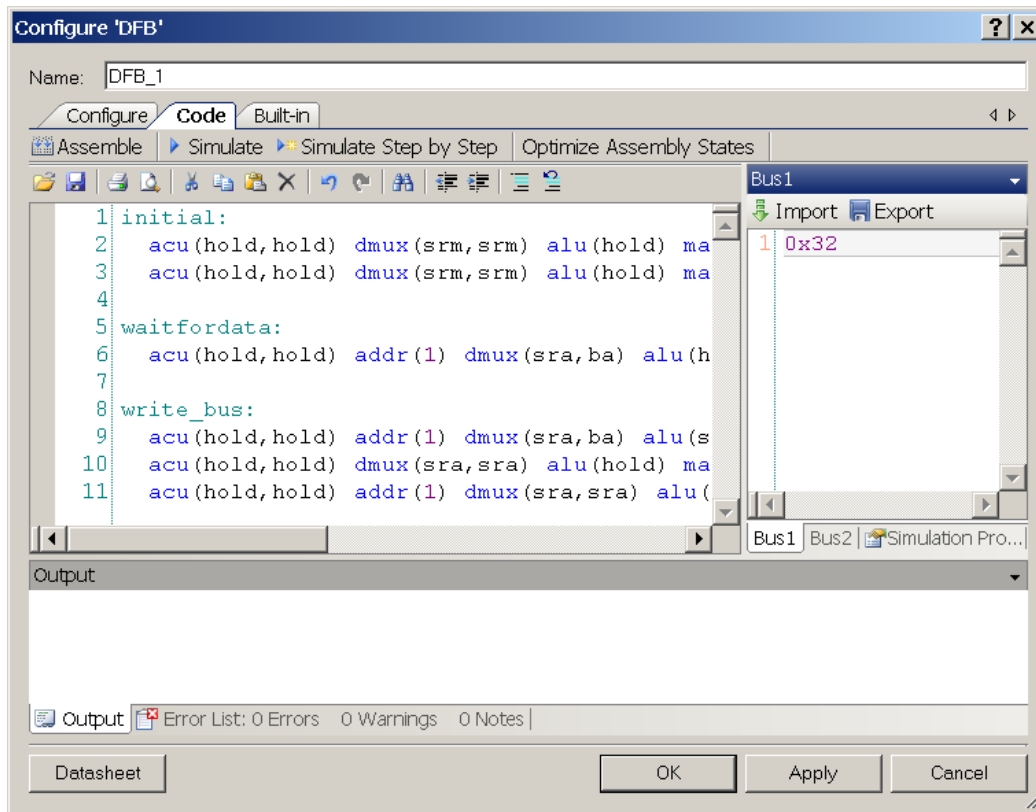 Configure 'DFB'
Name: DFB_1
Configure Code Built-in
Assemble Simulate Simulate Step by Step Optimize Assembly States
Bus1
Import Export
1 0x32
1 initial:
2 acu(hold,hold) dmux(srm,srm) alu(hold) ma
3 acu(hold,hold) dmux(srm,srm) alu(hold) ma
4
5 waitfordata:
6 acu(hold,hold) addr(1) dmux(sra,ba) alu(h
7
8 write_bus:
9 acu(hold,hold) addr(1) dmux(sra,ba) alu(s
10 acu(hold,hold) dmux(sra,sra) alu(hold) ma
11 acu(hold,hold) addr(1) dmux(sra,sra) alu(
Bus1 Bus2 Simulation Pro...
Output
Output Error List: 0 Errors 0 Warnings 0 Notes
Datasheet OK Apply Cancel